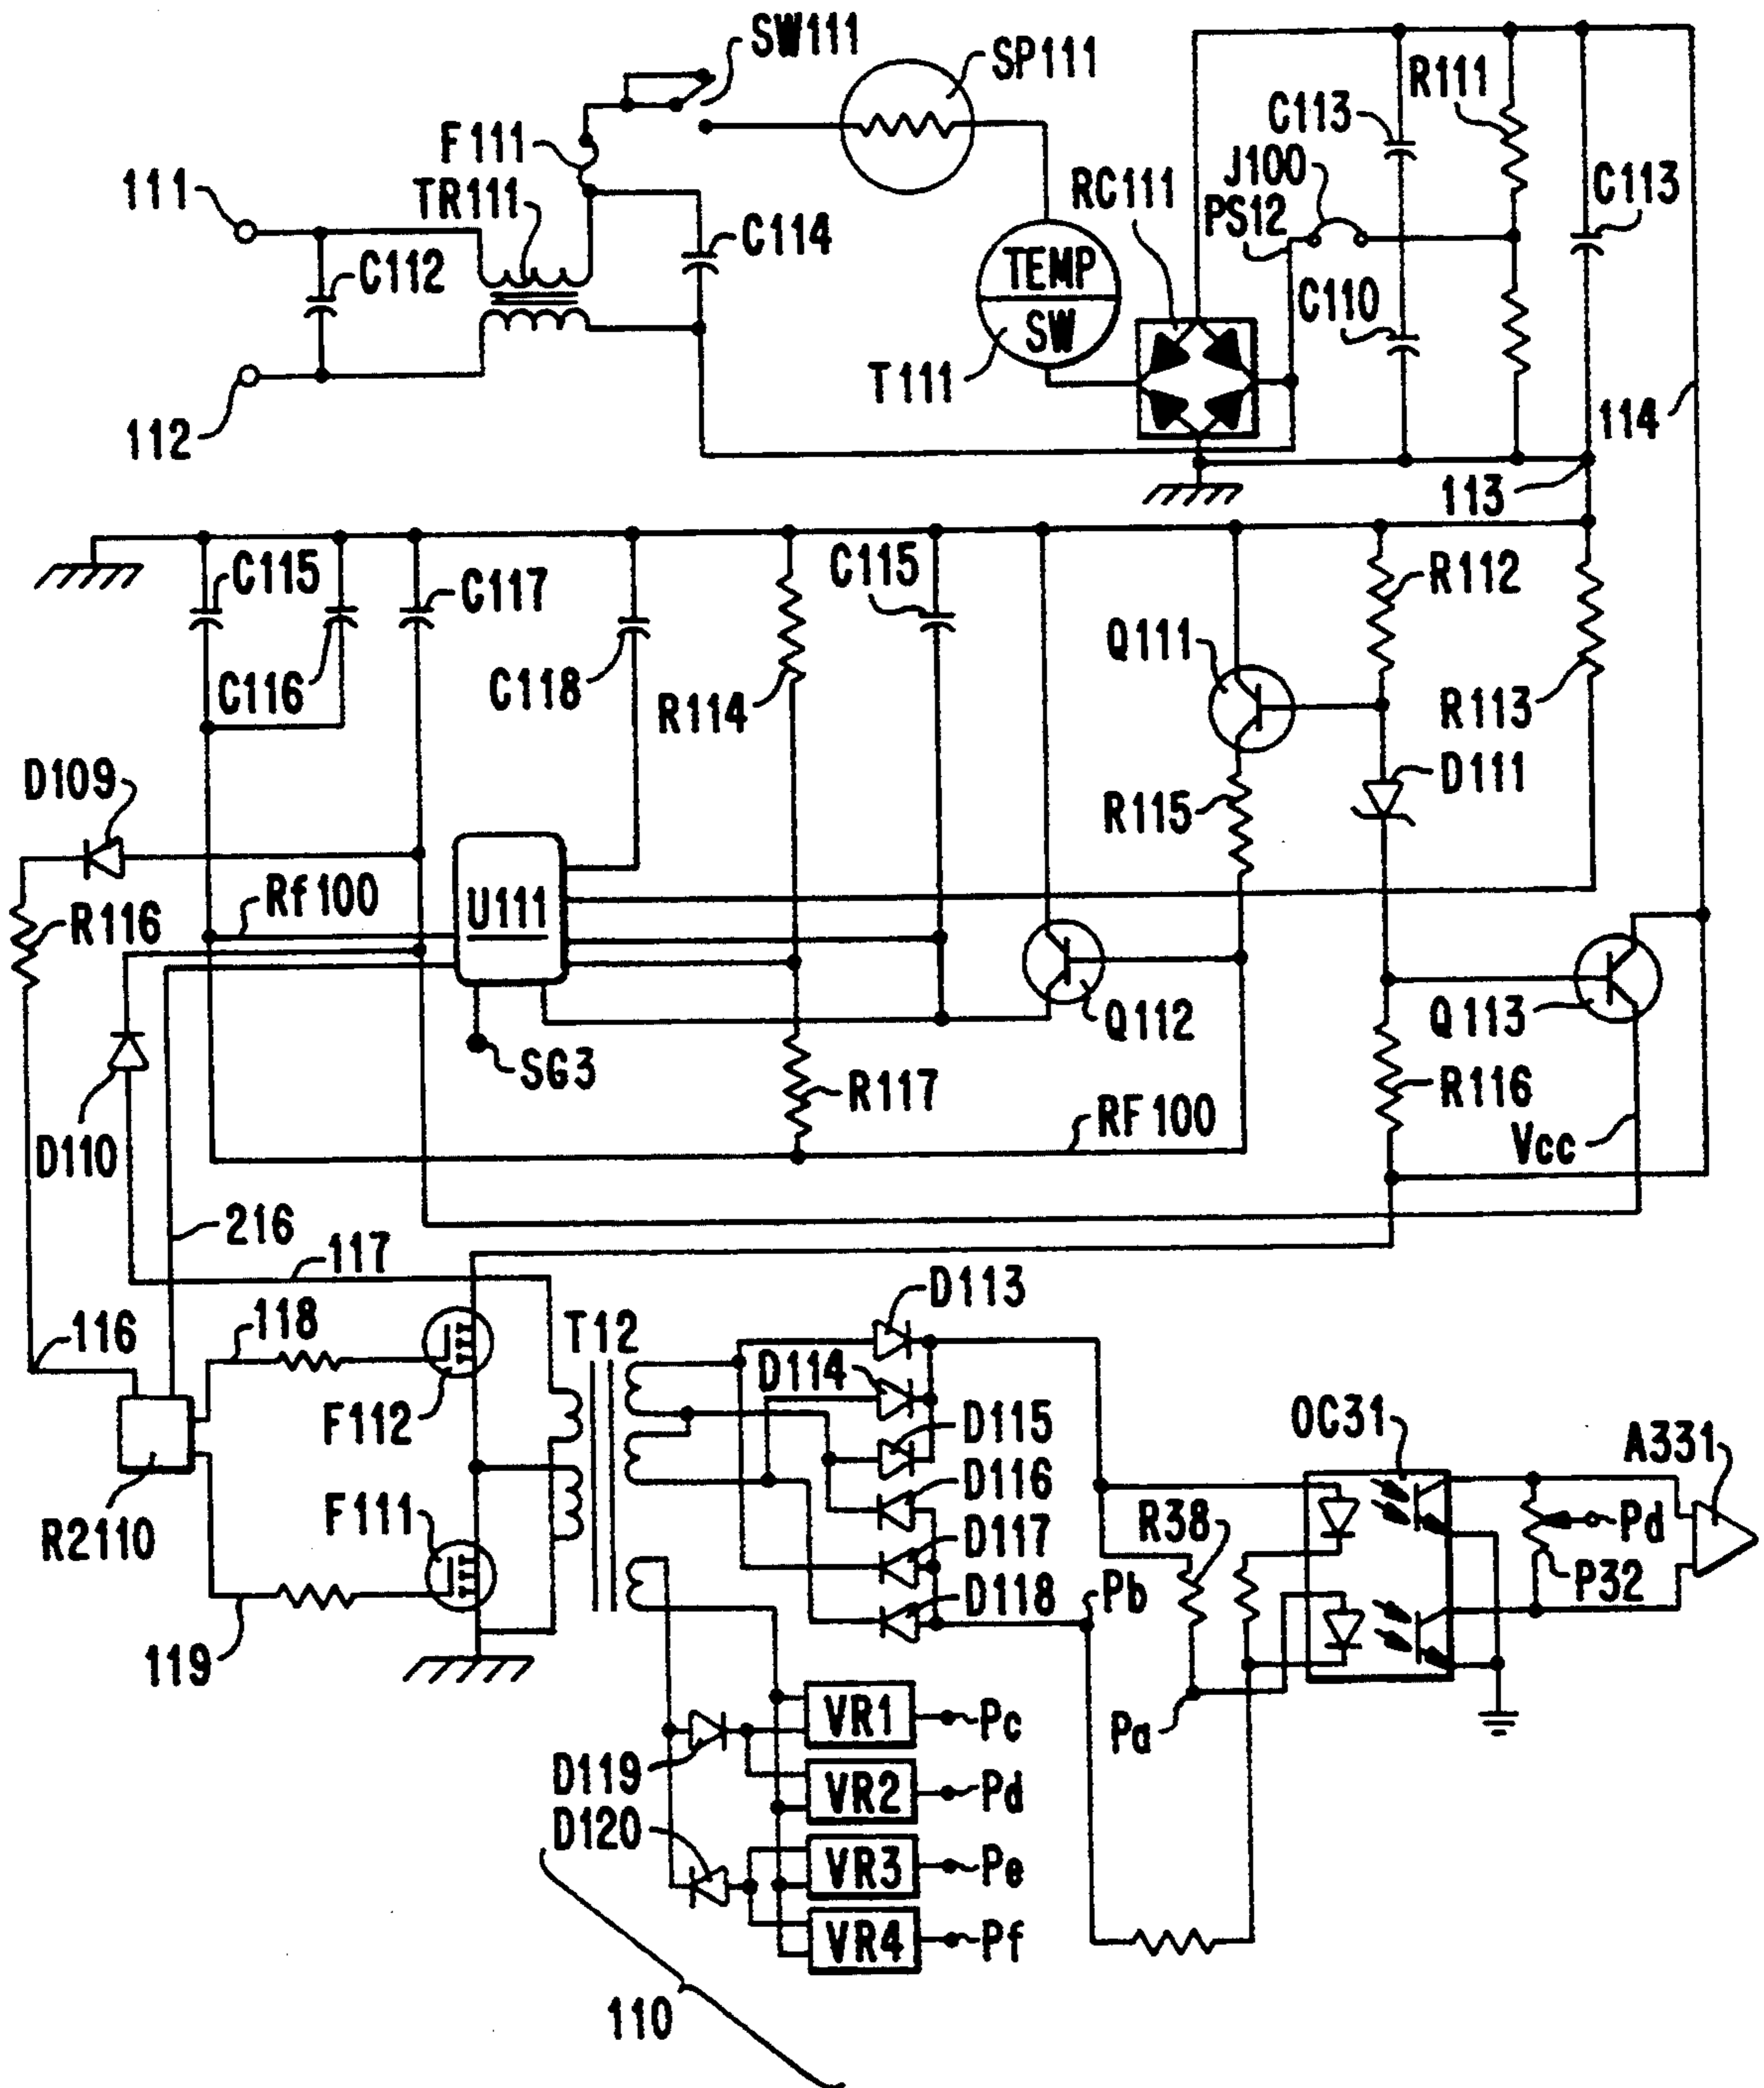 SW111
SP111
R111
C113
F111
J100
TR111
111
RC111
PS12
C113
C114
C112
TEMP
SW
C110
T111
114
112
113
C115
C117
C115
R112
Q111
C116
C118
R114
R113
D109
D111
R115
Rf100
U111
R116
Q113
Q112
SG3
R117
R116
D110
RF100
Vcc
216
117
D113
116
118
T12
D114
F112
D115
OC31
A331
D116
R38
F111
Pd
R2110
D117
P32
D118
Pb
119
VR1
Pc
Pa
D119
VR2
Pd
D120
VR3
Pe
VR4
Pf
110